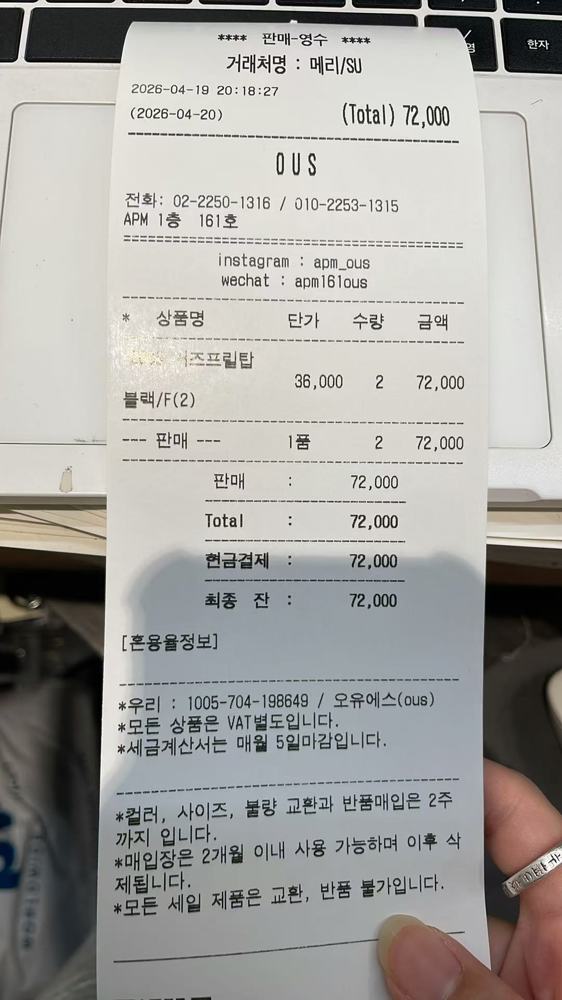 **** 판매-영수 ****
거래처명 : 메리/SU
2026-04-19 20:18:27
(2026-04-20) (Total) 72,000
OUS
전화: 02-2250-1316 / 010-2253-1315
APM 1층 161호
instagram : apm_ous
wechat : apm161ous
* 상품명 단가 수량 금액
36,000 2 72,000
블랙/F(2)
--- 판매 --- 1품 2 72,000
판매 : 72,000
Total : 72,000
현금결제 : 72,000
최종 잔 : 72,000
[혼용율정보]
*우리 : 1005-704-198649 / 오유에스(ous)
*모든 상품은 VAT별도입니다.
*세금계산서는 매월 5일마감입니다.
*컬러, 사이즈, 불량 교환과 반품매입은 2주
까지 입니다.
*매입장은 2개월 이내 사용 가능하며 이후 삭
제됩니다.
*모든 세일 제품은 교환, 반품 불가입니다.
한자